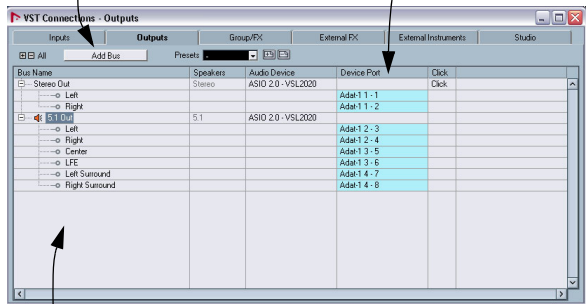 VST Connections - Outputs
Inputs Outputs Group/FX External FX External Instruments Studio
All Add Bus Presets -
Bus Name Speakers Audio Device Device Port Click
Stereo Out Stereo ASIO 2.0 - VSL2020 Click
Left Adat-1 1 - 1
Right Adat-1 1 - 2
5.1 Out 5.1 ASIO 2.0 - VSL2020
Left Adat-1 2 - 3
Right Adat-1 2 - 4
Center Adat-1 3 - 5
LFE Adat-1 3 - 6
Left Surround Adat-1 4 - 7
Right Surround Adat-1 4 - 8